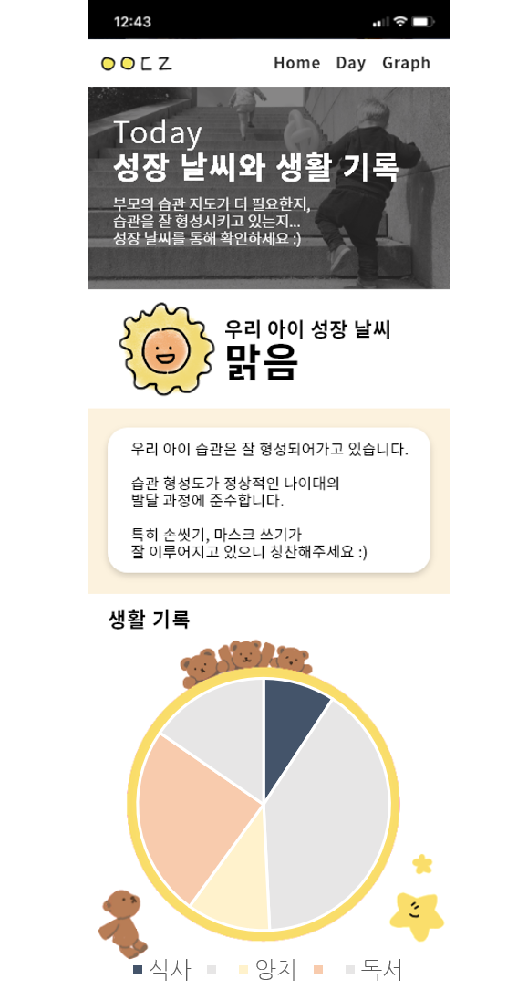 12:43
ㅇㅇㄷㅈ
Home Day Graph
Today
성장 날씨와 생활 기록
부모의 습관 지도가 더 필요한지,
습관을 잘 형성시키고 있는지...
성장 날씨를 통해 확인하세요 :)
우리 아이 성장 날씨
맑음
우리 아이 습관은 잘 형성되어가고 있습니다.
습관 형성도가 정상적인 나이대의
발달 과정에 준수합니다.
특히 손씻기, 마스크 쓰기가
잘 이루어지고 있으니 칭찬해주세요 :)
생활 기록
식사 양치 독서